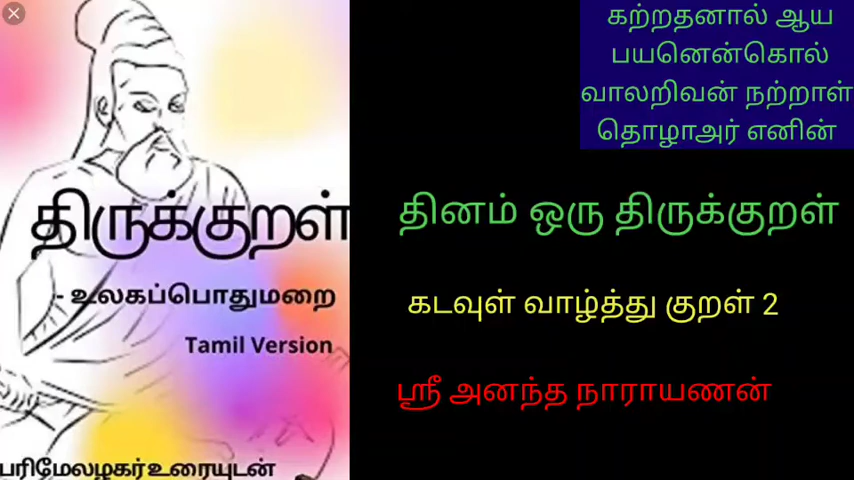 திருக்குறள்
- உலகப்பொதுமறை
Tamil Version
பரிமேலழகர் உரையுடன்
கற்றதனால் ஆய
பயனென்கொல்
வாலறிவன் நற்றாள்
தொழாஅர் எனின்
தினம் ஒரு திருக்குறள்
கடவுள் வாழ்த்து குறள் 2
ஸ்ரீ அனந்த நாராயணன்